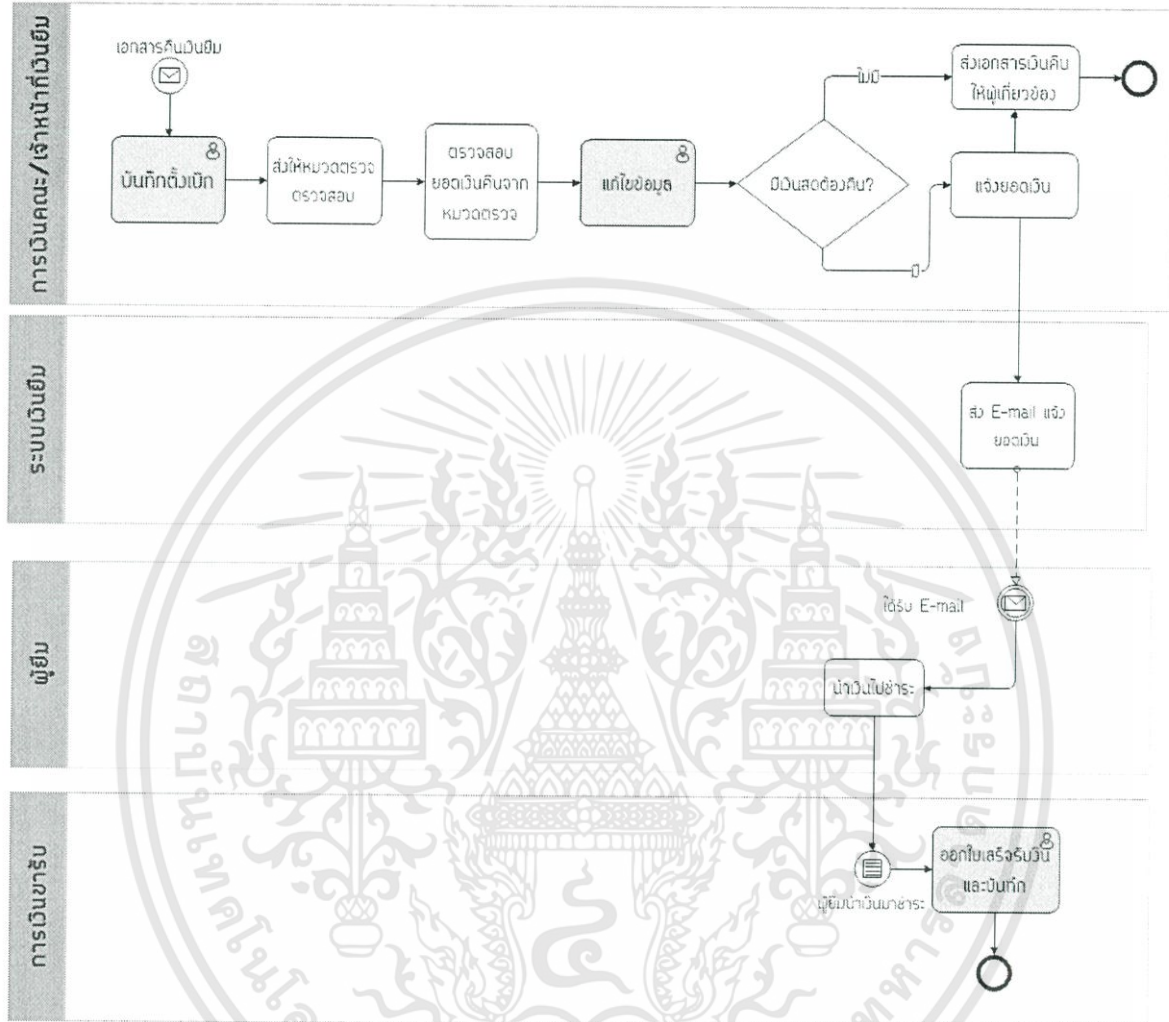 การเงินคณะ/เจ้าหน้าที่เงินยืม
เอกสารคืนเงินยืม
บันทึกตั้งเบิก
ส่งให้หมวดตรวจ
ตรวจสอบ
ตรวจสอบ
ยอดเงินคืนจาก
หมวดตรวจ
แก้ไขข้อมูล
มีเงินสดต้องคืน?
ไม่มี
มี
ส่งเอกสารเงินคืน
ให้ผู้เกี่ยวข้อง
แจ้งยอดเงิน
ระบบเงินยืม
ส่ง E-mail แจ้ง
ยอดเงิน
ผู้ยืม
ได้รับ E-mail
นำเงินไปชำระ
การเงินขารับ
ผู้ยืมนำเงินมาชำระ
ออกใบเสร็จรับเงิน
และบันทึก